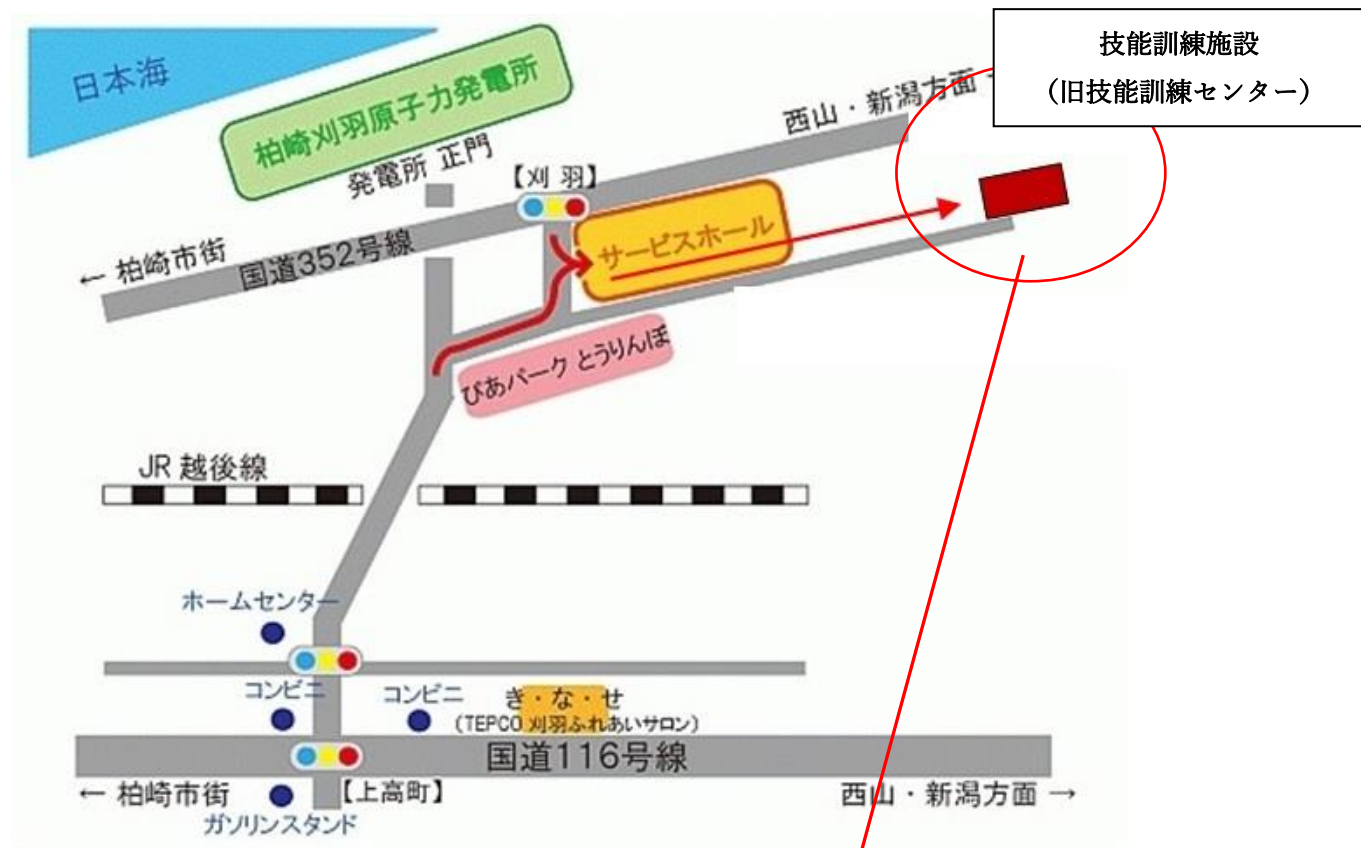 技能訓練施設
（旧技能訓練センター）
日本海
柏崎刈羽原子力発電所
西山・新潟方面 →
発電所 正門
【刈 羽】
サービスホール
← 柏崎市街
国道352号線
ぴあパーク とうりんぼ
JR 越後線
ホームセンター
コンビニ
コンビニ
き・な・せ
（TEPCO 刈羽ふれあいサロン）
国道116号線
← 柏崎市街
【上高町】
西山・新潟方面 →
ガソリンスタンド